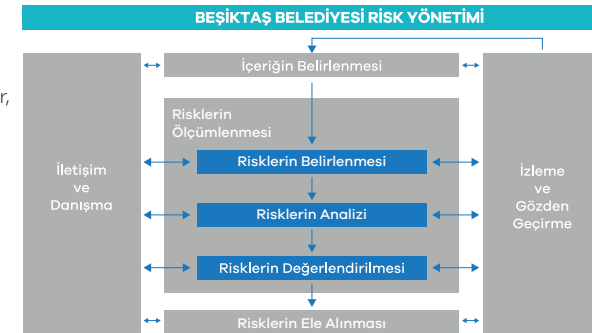 BEŞİKTAŞ BELEDİYESİ RİSK YÖNETİMİ
r,
İçeriğin Belirlenmesi
Risklerin
Ölçümlenmesi
Risklerin Belirlenmesi
Risklerin Analizi
Risklerin Değerlendirilmesi
Risklerin Ele Alınması
İletişim
ve
Danışma
İzleme
ve
Gözden
Geçirme